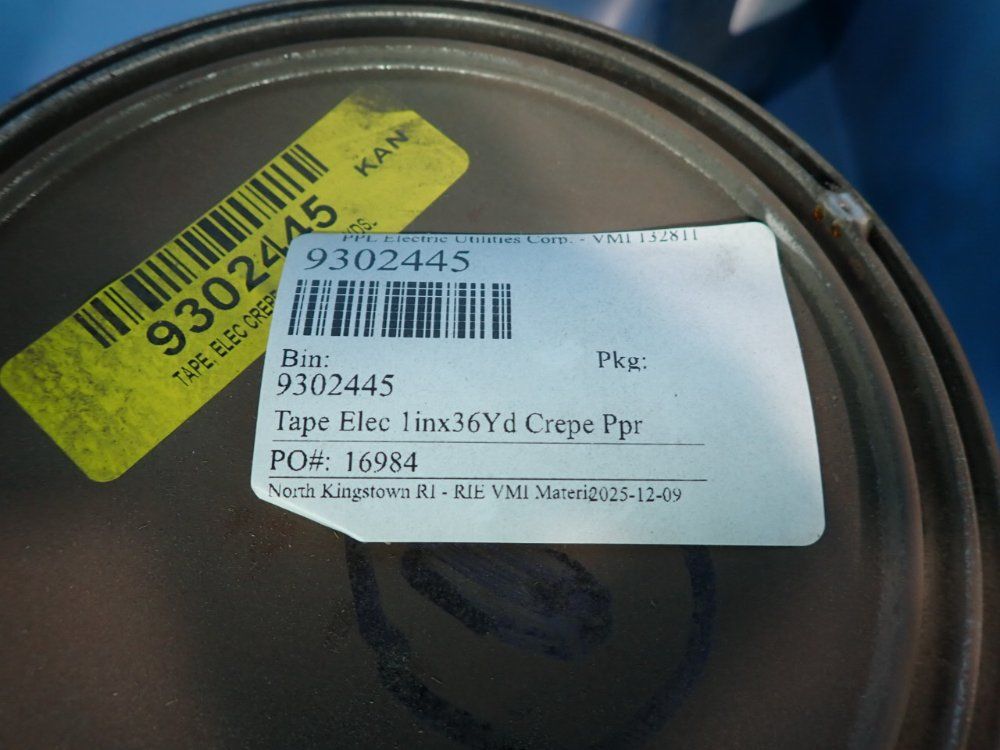 KAN
9302445
TAPE, ELEC CREP
YDS.
PPL Electric Utilities Corp. - VMI 132811
9302445
Bin:
Pkg:
9302445
Tape Elec 1inx36Yd Crepe Ppr
PO#: 16984
North Kingstown RI - RIE VMI Materi2025-12-09